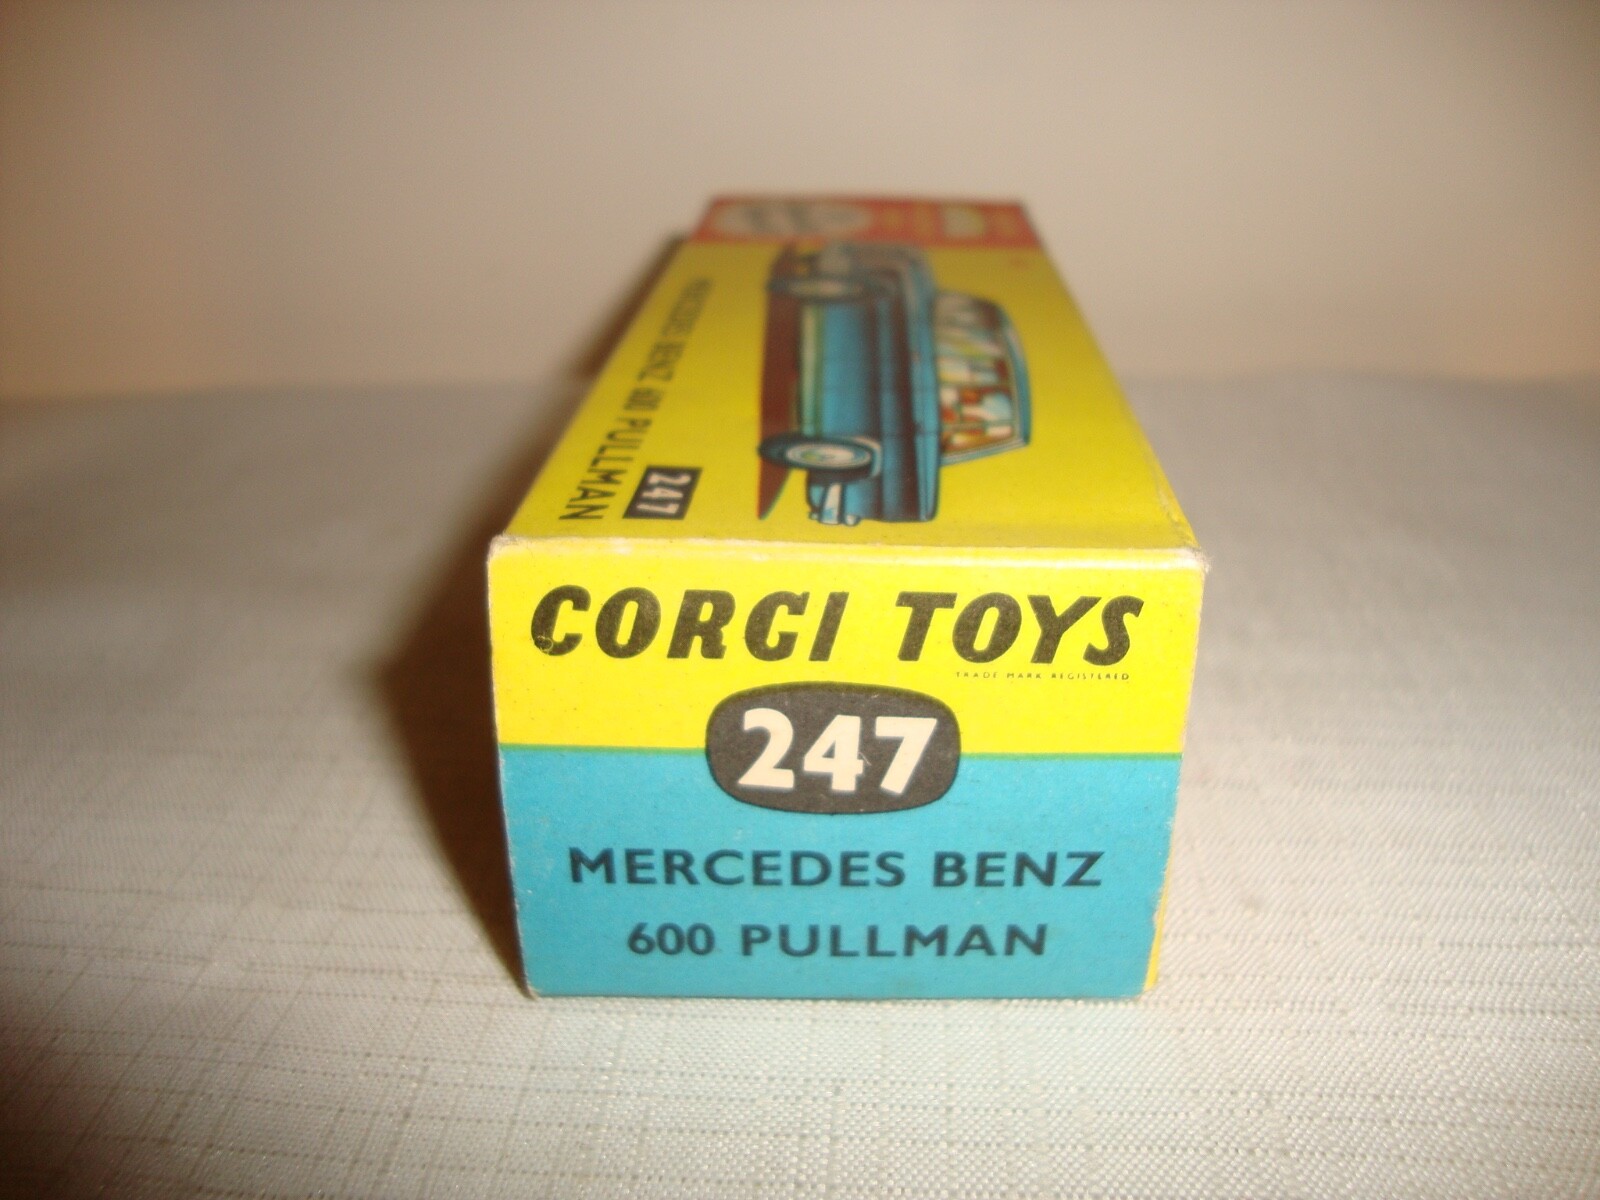 CORGI TOYS
TRADE MARK REGISTERED
247
MERCEDES BENZ
600 PULLMAN
MERCEDES BENZ 600 PULLMAN
247